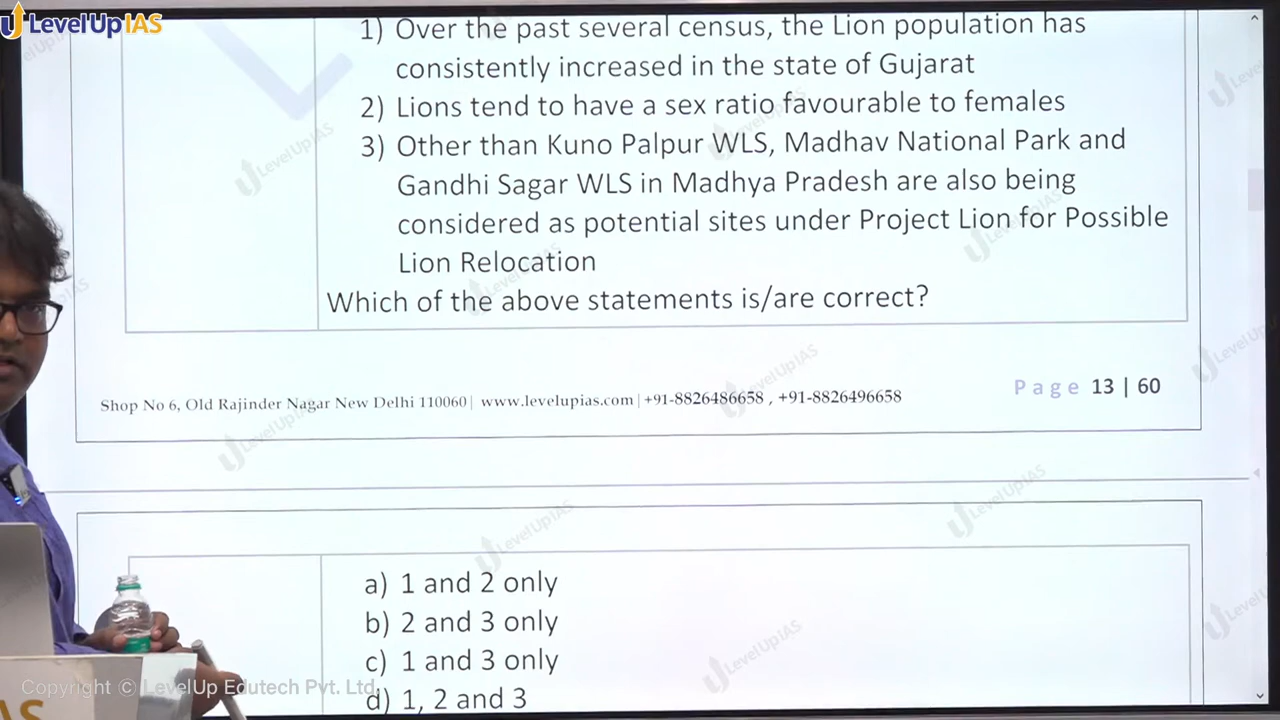 LevelUp IAS
1) Over the past several census, the Lion population has
consistently increased in the state of Gujarat
2) Lions tend to have a sex ratio favourable to females
3) Other than Kuno Palpur WLS, Madhav National Park and
Gandhi Sagar WLS in Madhya Pradesh are also being
considered as potential sites under Project Lion for Possible
Lion Relocation
Which of the above statements is/are correct?
Shop No 6, Old Rajinder Nagar New Delhi 110060| www.levelupias.com|+91-8826486658 , +91-8826496658
Page 13 | 60
a) 1 and 2 only
b) 2 and 3 only
c) 1 and 3 only
d) 1, 2 and 3
Copyright © LevelUp Edutech Pvt. Ltd.
AS